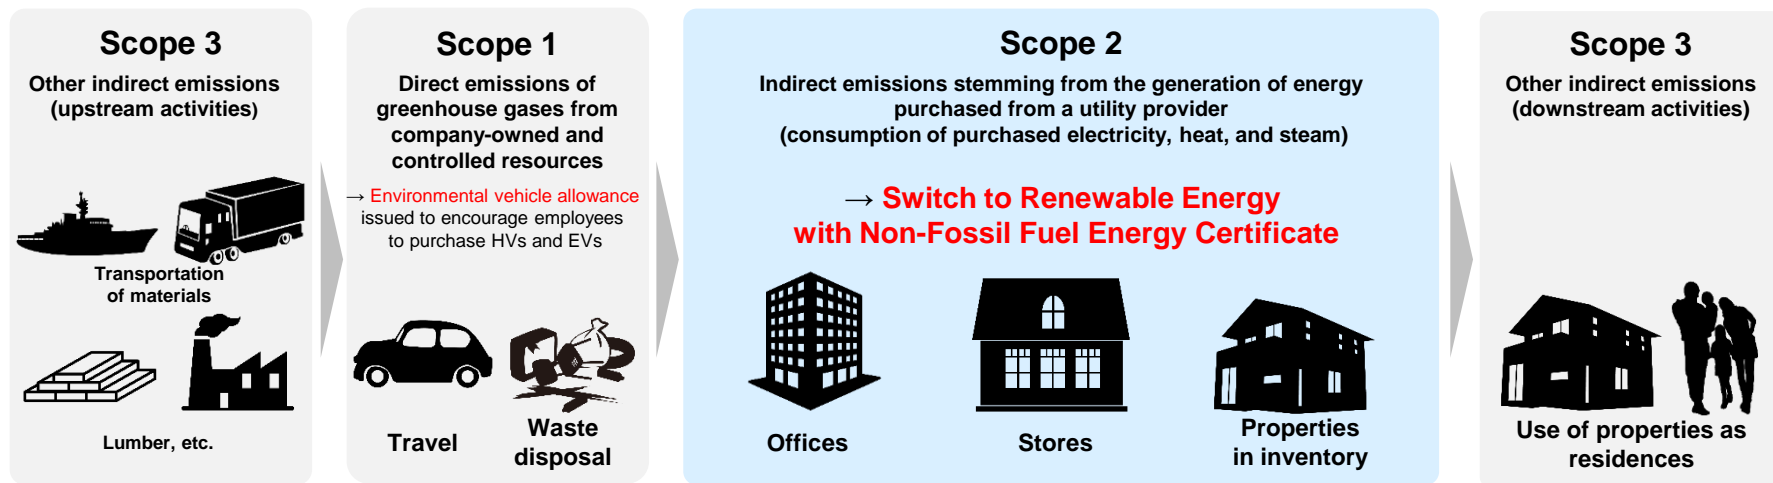 Scope 3
Other indirect emissions
(upstream activities)
Transportation
of materials
Lumber, etc.
Scope 1
Direct emissions of
greenhouse gases from
company-owned and
controlled resources
→ Environmental vehicle allowance
issued to encourage employees
to purchase HVs and EVs
Travel
Waste
disposal
Scope 2
Indirect emissions stemming from the generation of energy
purchased from a utility provider
(consumption of purchased electricity, heat, and steam)
→ Switch to Renewable Energy
with Non-Fossil Fuel Energy Certificate
Offices
Stores
Properties
in inventory
Scope 3
Other indirect emissions
(downstream activities)
Use of properties as
residences